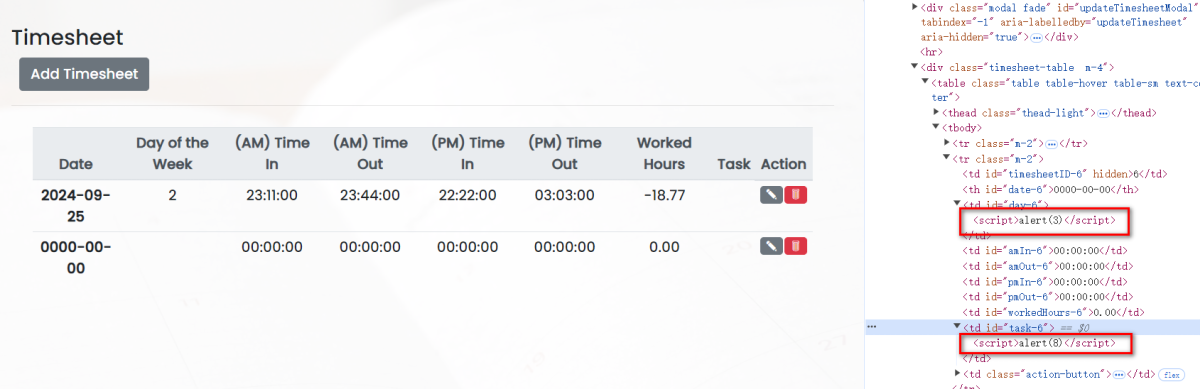 Timesheet
Add Timesheet
Date Day of the Week (AM) Time In (AM) Time Out (PM) Time In (PM) Time Out Worked Hours Task Action
2024-09-25 2 23:11:00 23:44:00 22:22:00 03:03:00 -18.77
0000-00-00 00:00:00 00:00:00 00:00:00 00:00:00 0.00
<div class="modal fade" id="updateTimesheetModal"
tabindex="-1" aria-labelledby="updateTimesheet"
aria-hidden="true">…</div>
<hr>
<div class="timesheet-table  m-4">
<table class="table table-hover table-sm text-cen
ter">
<thead class="thead-light">…</thead>
<tbody>
<tr class="m-2">…</tr>
<tr class="m-2">
<td id="timesheetID-6" hidden>6</td>
<th id="date-6">0000-00-00</th>
<td id="day-6">
<script>alert(3)</script>
</td>
<td id="amIn-6">00:00:00</td>
<td id="amOut-6">00:00:00</td>
<td id="pmIn-6">00:00:00</td>
<td id="pmOut-6">00:00:00</td>
<td id="workedHours-6">0.00</td>
… <td id="task-6"> == $0
<script>alert(8)</script>
</td>
<td class="action-button">…</td> flex
</tr>